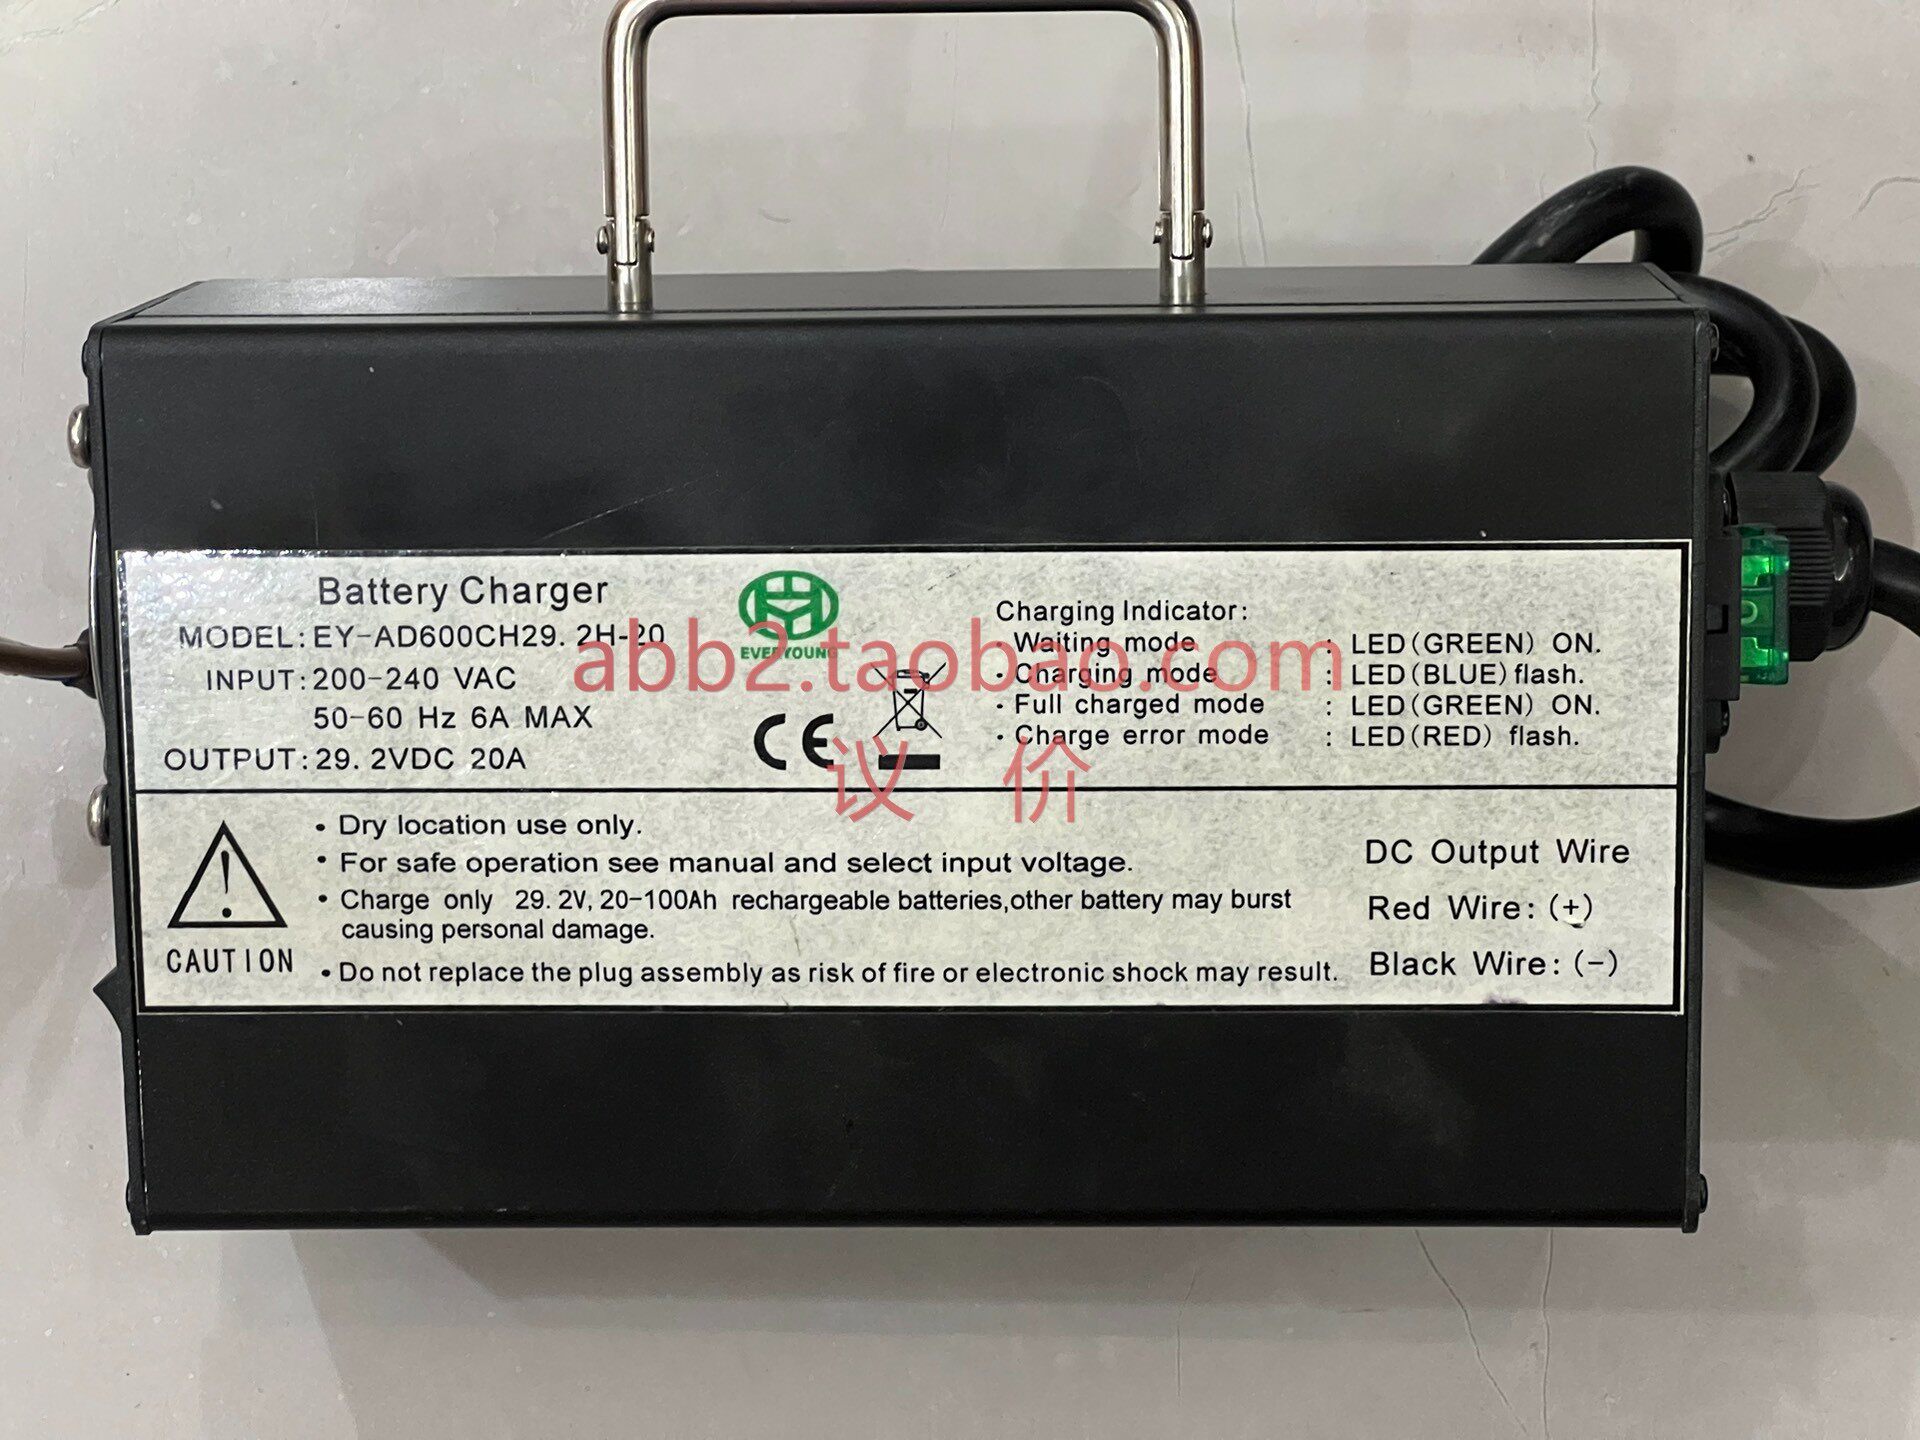 Battery Charger
MODEL: EY-AD600CH29. 2H-20
INPUT: 200-240 VAC
50-60 Hz 6A MAX
OUTPUT: 29. 2VDC 20A
EVERYOUNG
CE
Charging Indicator:
· Waiting mode : LED(GREEN) ON.
· Charging mode : LED(BLUE) flash.
· Full charged mode : LED(GREEN) ON.
· Charge error mode : LED(RED) flash.
abb2.taobao.com
议 价
CAUTION
• Dry location use only.
• For safe operation see manual and select input voltage.
• Charge only 29. 2V, 20-100Ah rechargeable batteries,other battery may burst
causing personal damage.
• Do not replace the plug assembly as risk of fire or electronic shock may result.
DC Output Wire
Red Wire: (+)
Black Wire: (-)